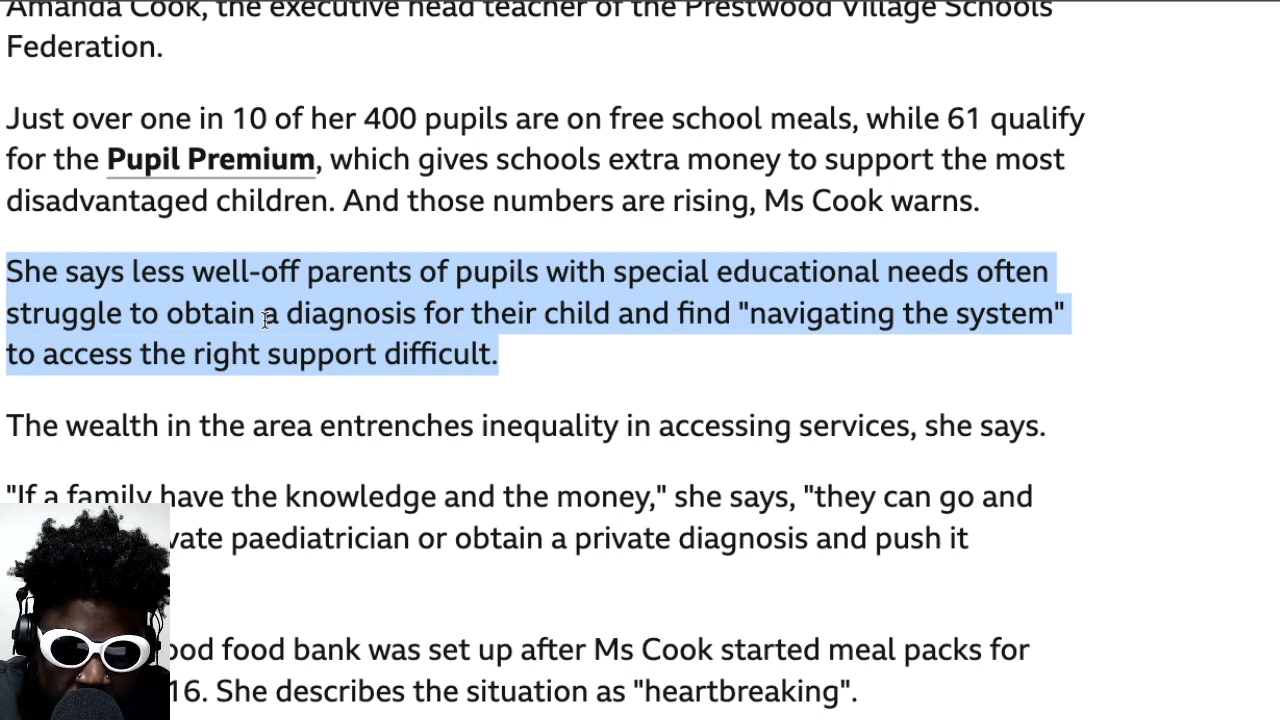 Amanda Cook, the executive head teacher of the Prestwood Village Schools
Federation.
Just over one in 10 of her 400 pupils are on free school meals, while 61 qualify
for the Pupil Premium, which gives schools extra money to support the most
disadvantaged children. And those numbers are rising, Ms Cook warns.
She says less well-off parents of pupils with special educational needs often
struggle to obtain a diagnosis for their child and find "navigating the system"
to access the right support difficult.
The wealth in the area entrenches inequality in accessing services, she says.
"If a family have the knowledge and the money," she says, "they can go and
vate paediatrician or obtain a private diagnosis and push it
ood food bank was set up after Ms Cook started meal packs for
16. She describes the situation as "heartbreaking".